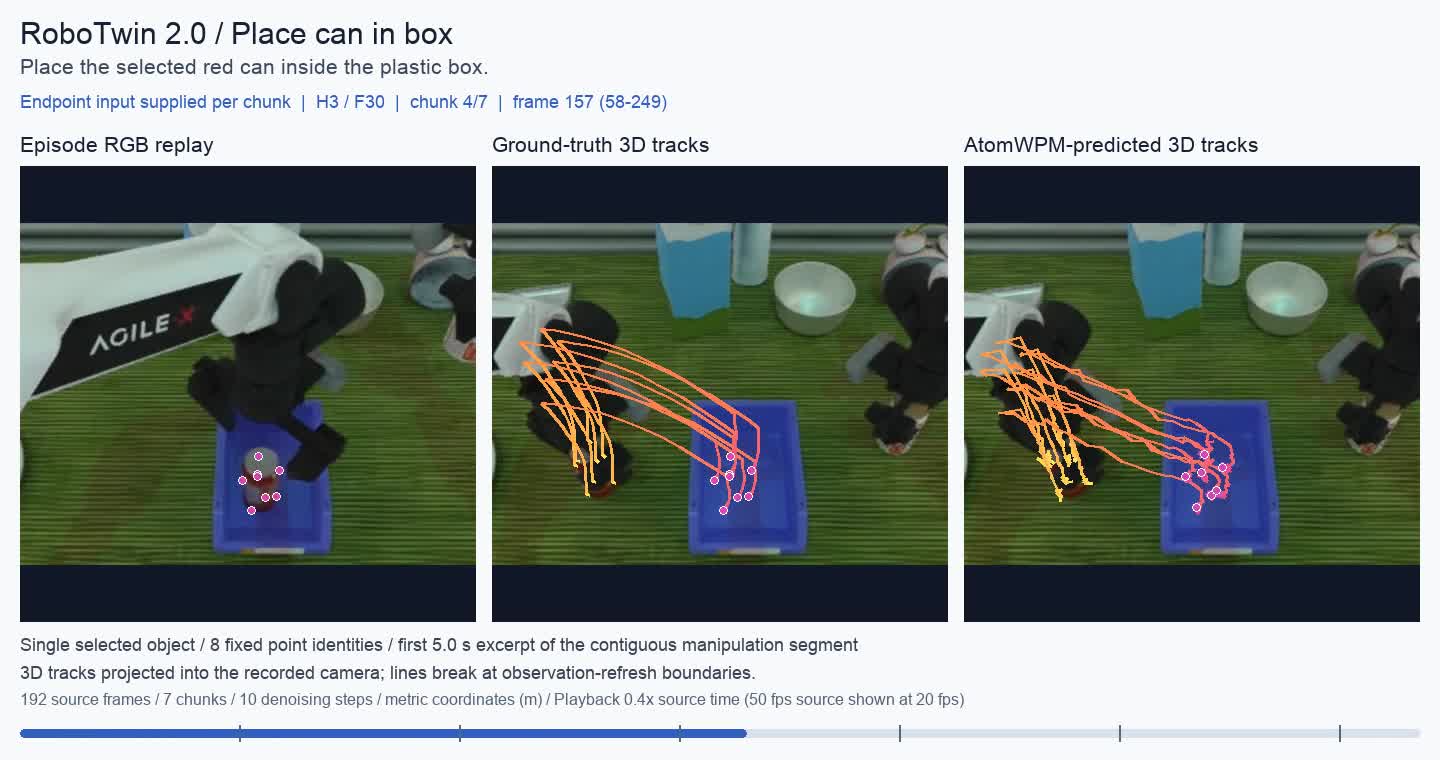 RoboTwin 2.0 / Place can in box
Place the selected red can inside the plastic box.
Endpoint input supplied per chunk | H3 / F30 | chunk 4/7 | frame 157 (58-249)
Episode RGB replay
Ground-truth 3D tracks
AtomWPM-predicted 3D tracks
AGILE X
Single selected object / 8 fixed point identities / first 5.0 s excerpt of the contiguous manipulation segment
3D tracks projected into the recorded camera; lines break at observation-refresh boundaries.
192 source frames / 7 chunks / 10 denoising steps / metric coordinates (m) / Playback 0.4x source time (50 fps source shown at 20 fps)